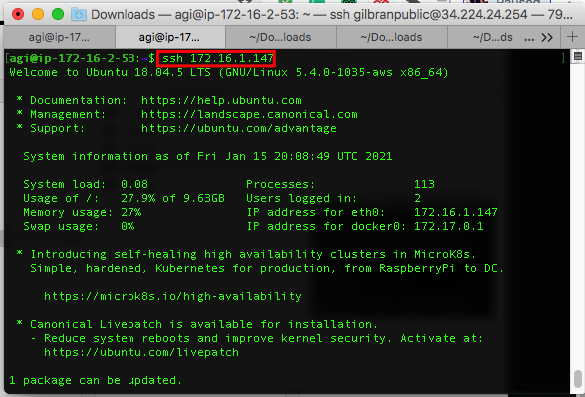 Paused
Downloads — agi@ip-172-16-2-53: ~ — ssh gilbranpublic@34.224.24.254 — 79...
agi@ip-17... agi@ip-17... ~/Do...loads ~/Do...loads ~/D...ds >> +
[agi@ip-172-16-2-53:~$ ssh 172.16.1.147 ]
Welcome to Ubuntu 18.04.5 LTS (GNU/Linux 5.4.0-1035-aws x86_64)
* Documentation: https://help.ubuntu.com
* Management: https://landscape.canonical.com
* Support: https://ubuntu.com/advantage
System information as of Fri Jan 15 20:08:49 UTC 2021
System load: 0.08 Processes: 113
Usage of /: 27.9% of 9.63GB Users logged in: 2
Memory usage: 27% IP address for eth0: 172.16.1.147
Swap usage: 0% IP address for docker0: 172.17.0.1
* Introducing self-healing high availability clusters in MicroK8s.
Simple, hardened, Kubernetes for production, from RaspberryPi to DC.
https://microk8s.io/high-availability
* Canonical Livepatch is available for installation.
- Reduce system reboots and improve kernel security. Activate at:
https://ubuntu.com/livepatch
1 package can be updated.